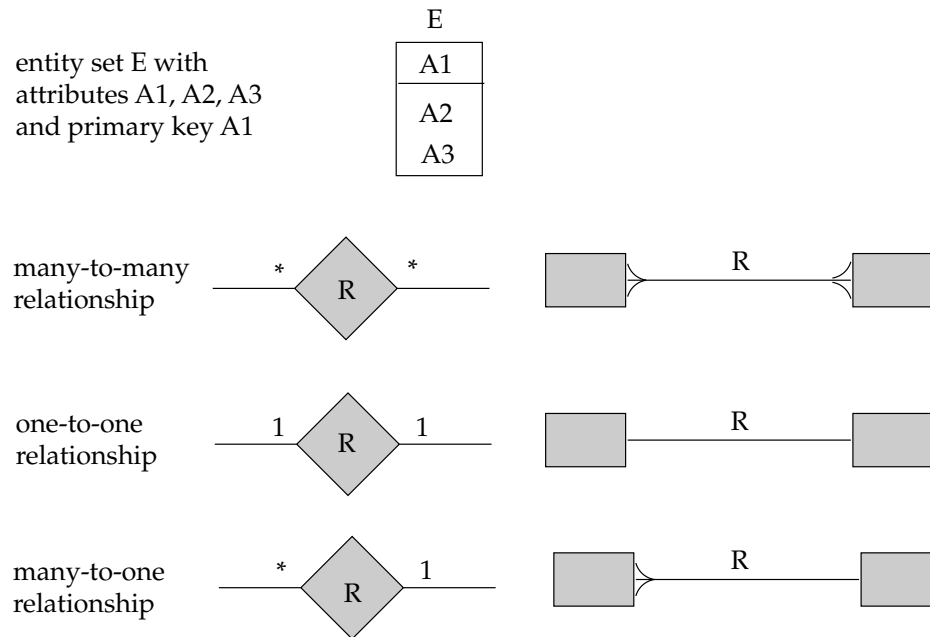 E
entity set E with
attributes A1, A2, A3
and primary key A1
A1
A2
A3
many-to-many
relationship
* R *
R
one-to-one
relationship
1 R 1
R
many-to-one
relationship
* R 1
R